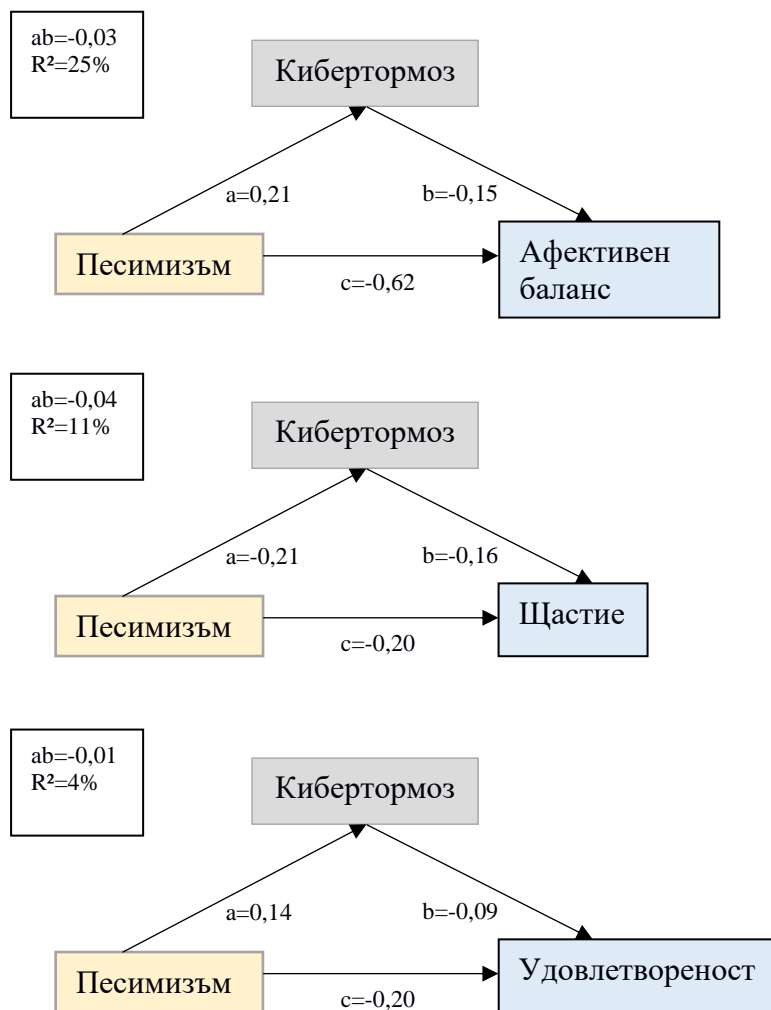 ab=-0,03
R²=25%
Кибертормоз
a=0,21
b=-0,15
Песимизъм
Афективен
баланс
c=-0,62
ab=-0,04
R²=11%
Кибертормоз
a=-0,21
b=-0,16
Песимизъм
Щастие
c=-0,20
ab=-0,01
R²=4%
Кибертормоз
a=0,14
b=-0,09
Песимизъм
Удовлетвореност
c=-0,20